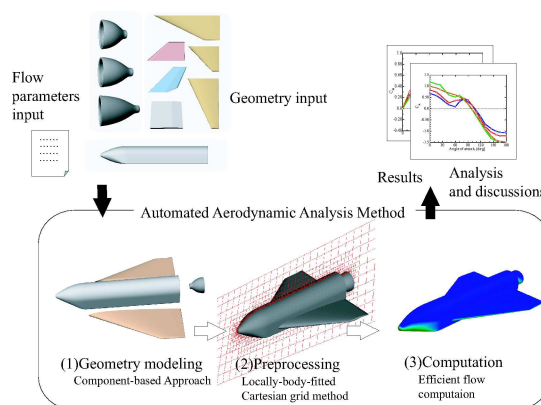 Flow
parameters
input
Geometry input
Results
Analysis
and discussions
Angle of attack, [deg]
Automated Aerodynamic Analysis Method
(1)Geometry modeling
Component-based Approach
(2)Preprocessing
Locally-body-fitted
Cartesian grid method
(3)Computation
Efficient flow
computaion